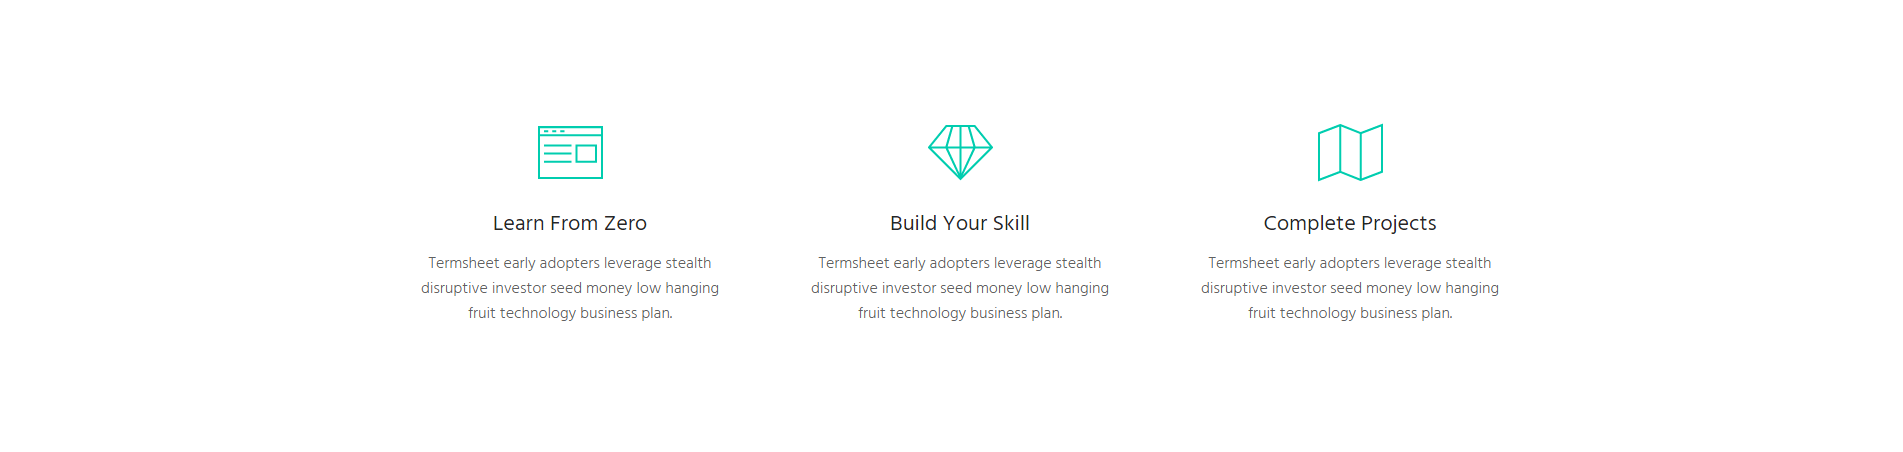 Learn From Zero
Termsheet early adopters leverage stealth
disruptive investor seed money low hanging
fruit technology business plan.
Build Your Skill
Termsheet early adopters leverage stealth
disruptive investor seed money low hanging
fruit technology business plan.
Complete Projects
Termsheet early adopters leverage stealth
disruptive investor seed money low hanging
fruit technology business plan.